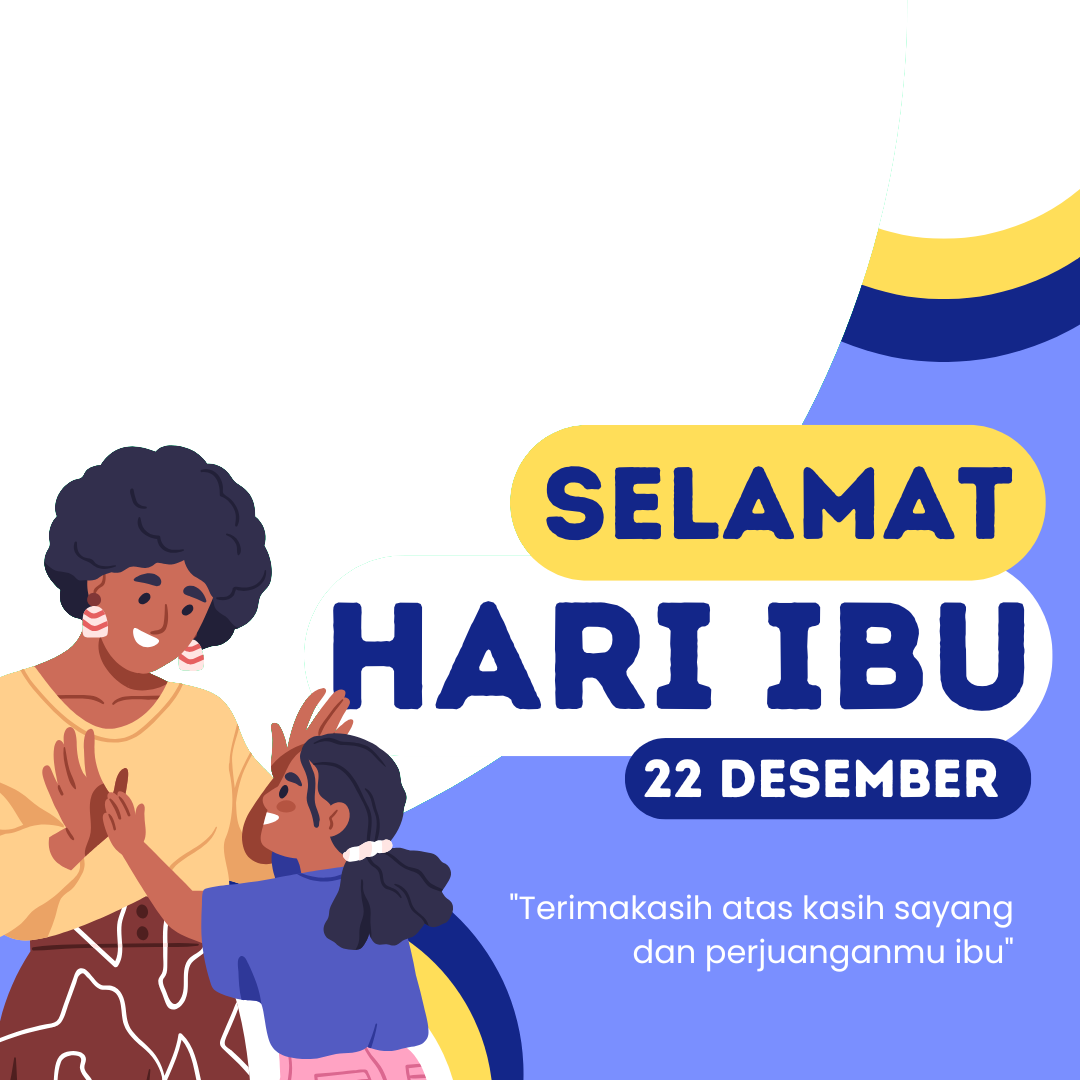 SELAMAT
HARI IBU
22 DESEMBER
"Terimakasih atas kasih sayang
dan perjuanganmu ibu"